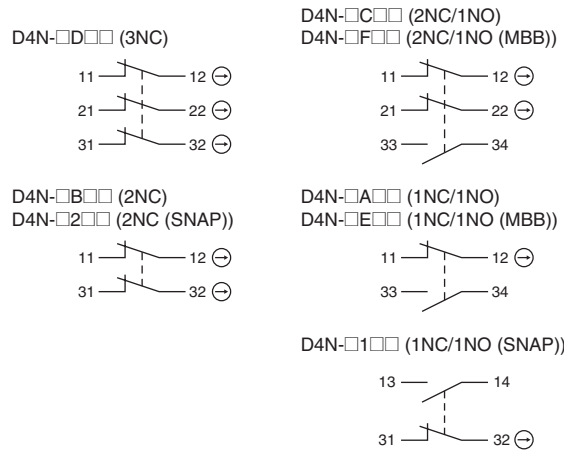 D4N-□D□□ (3NC)
11 12
21 22
31 32
D4N-□C□□ (2NC/1NO)
D4N-□F□□ (2NC/1NO (MBB))
11 12
21 22
33 34
D4N-□B□□ (2NC)
D4N-□2□□ (2NC (SNAP))
11 12
31 32
D4N-□A□□ (1NC/1NO)
D4N-□E□□ (1NC/1NO (MBB))
11 12
33 34
D4N-□1□□ (1NC/1NO (SNAP))
13 14
31 32